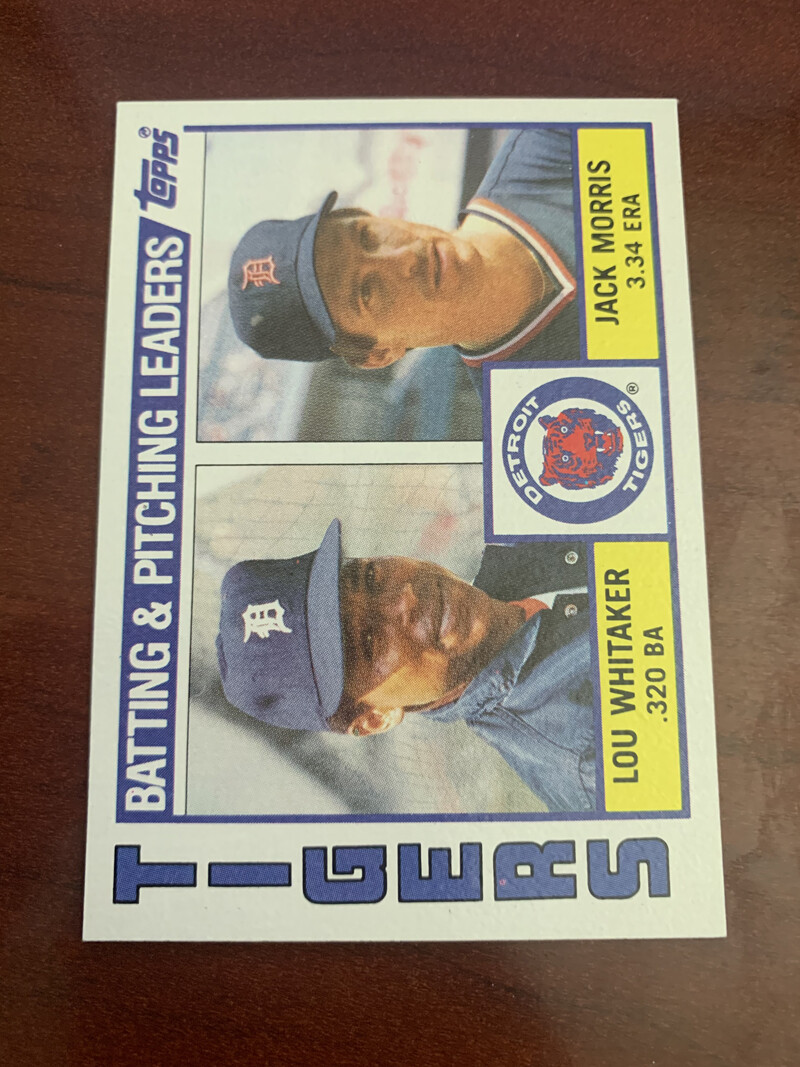 BATTING & PITCHING LEADERS
Topps®
TIGERS
D
D
LOU WHITAKER
.320 BA
DETROIT
TIGERS®
JACK MORRIS
3.34 ERA